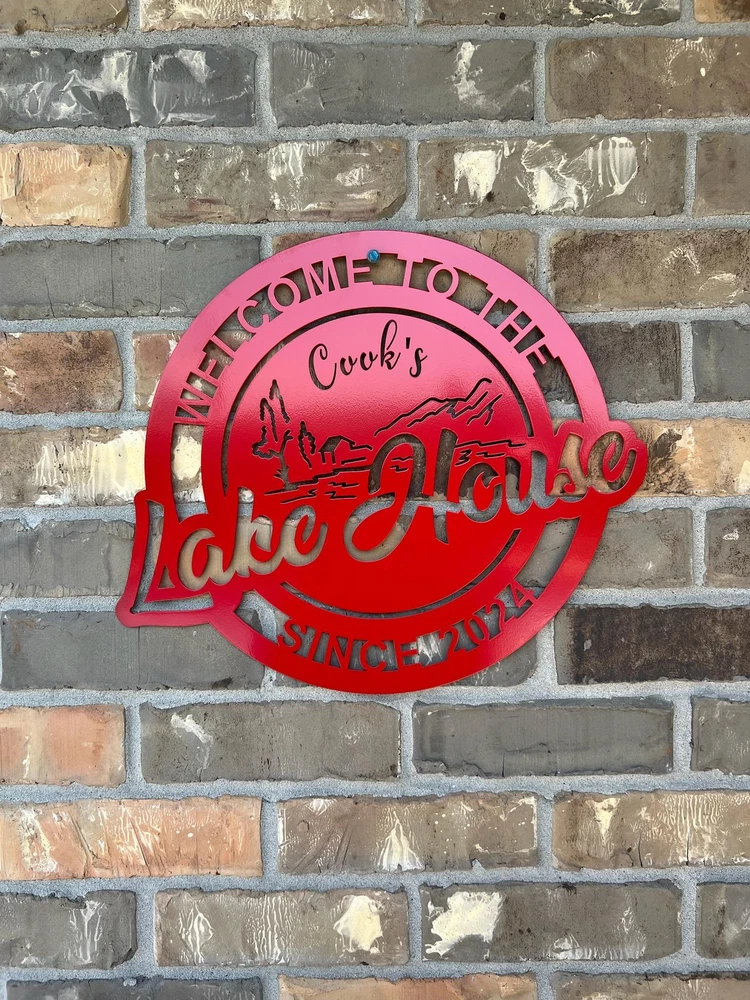 WELCOME TO THE
Cook's
Lake House
SINCE 2024